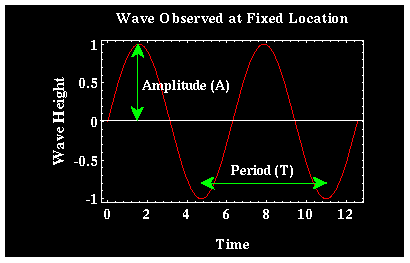 Wave Observed at Fixed Location
1
0.5
0
-0.5
-1
Wave Height
Amplitude (A)
Period (T)
0 2 4 6 8 10 12
Time